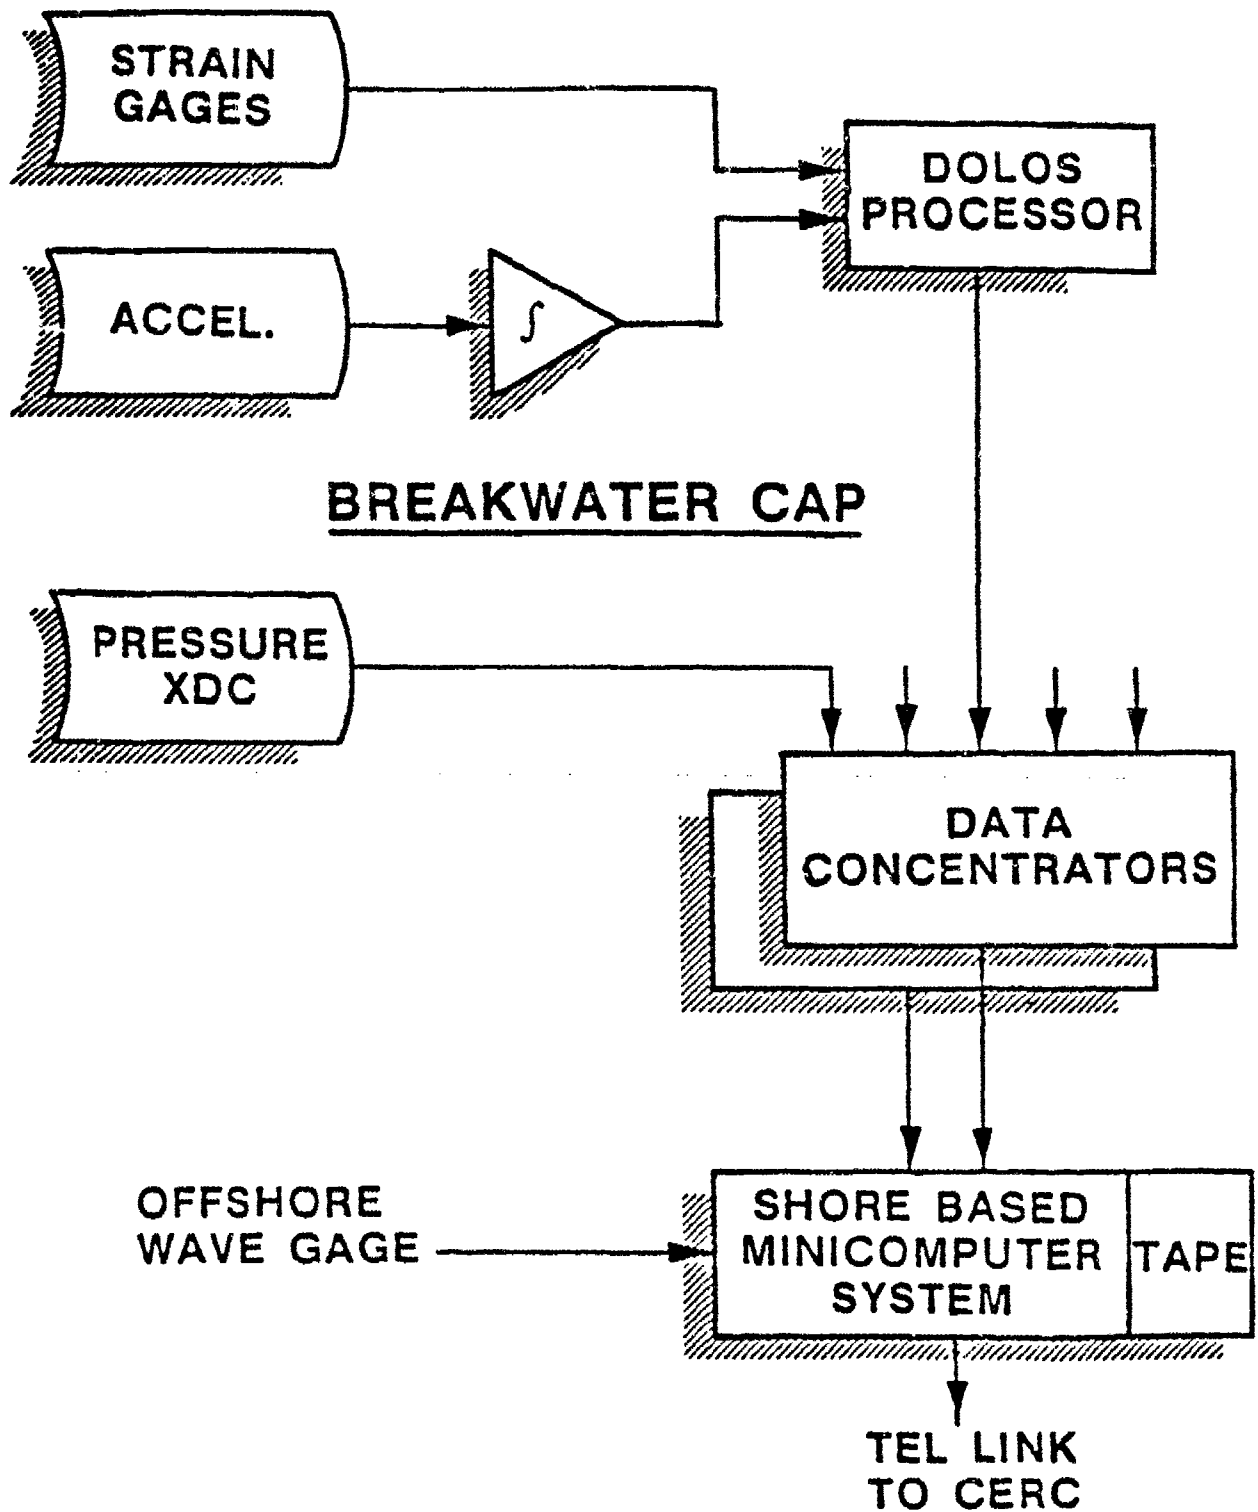 STRAIN
GAGES
DOLOS
PROCESSOR
ACCEL.
∫
BREAKWATER CAP
PRESSURE
XDC
DATA
CONCENTRATORS
OFFSHORE
WAVE GAGE
SHORE BASED
MINICOMPUTER
SYSTEM
TAPE
TEL LINK
TO CERC